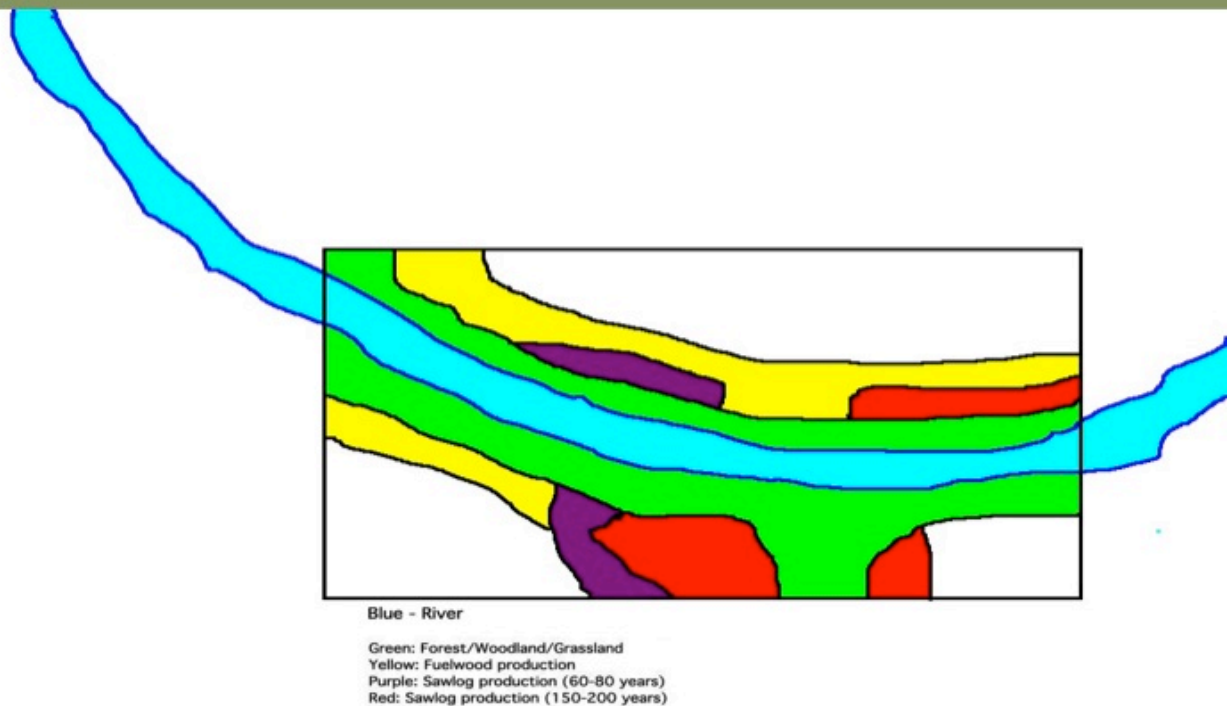 Blue - River
Green: Forest/Woodland/Grassland
Yellow: Fuelwood production
Purple: Sawlog production (60-80 years)
Red: Sawlog production (150-200 years)